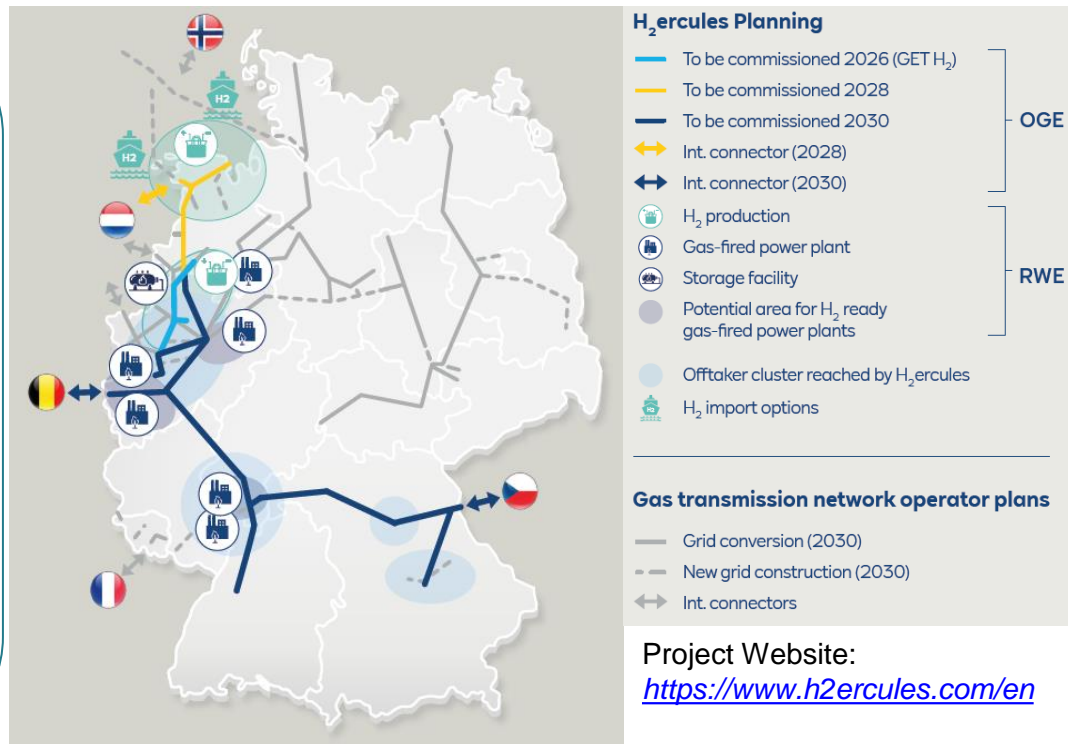 H2
H2
H₂ercules Planning
To be commissioned 2026 (GET H₂)
To be commissioned 2028
To be commissioned 2030
Int. connector (2028)
Int. connector (2030)
OGE
H₂ production
Gas-fired power plant
Storage facility
Potential area for H₂ ready
gas-fired power plants
RWE
Offtaker cluster reached by H₂ercules
H2
H₂ import options
Gas transmission network operator plans
Grid conversion (2030)
New grid construction (2030)
Int. connectors
Project Website:
https://www.h2ercules.com/en